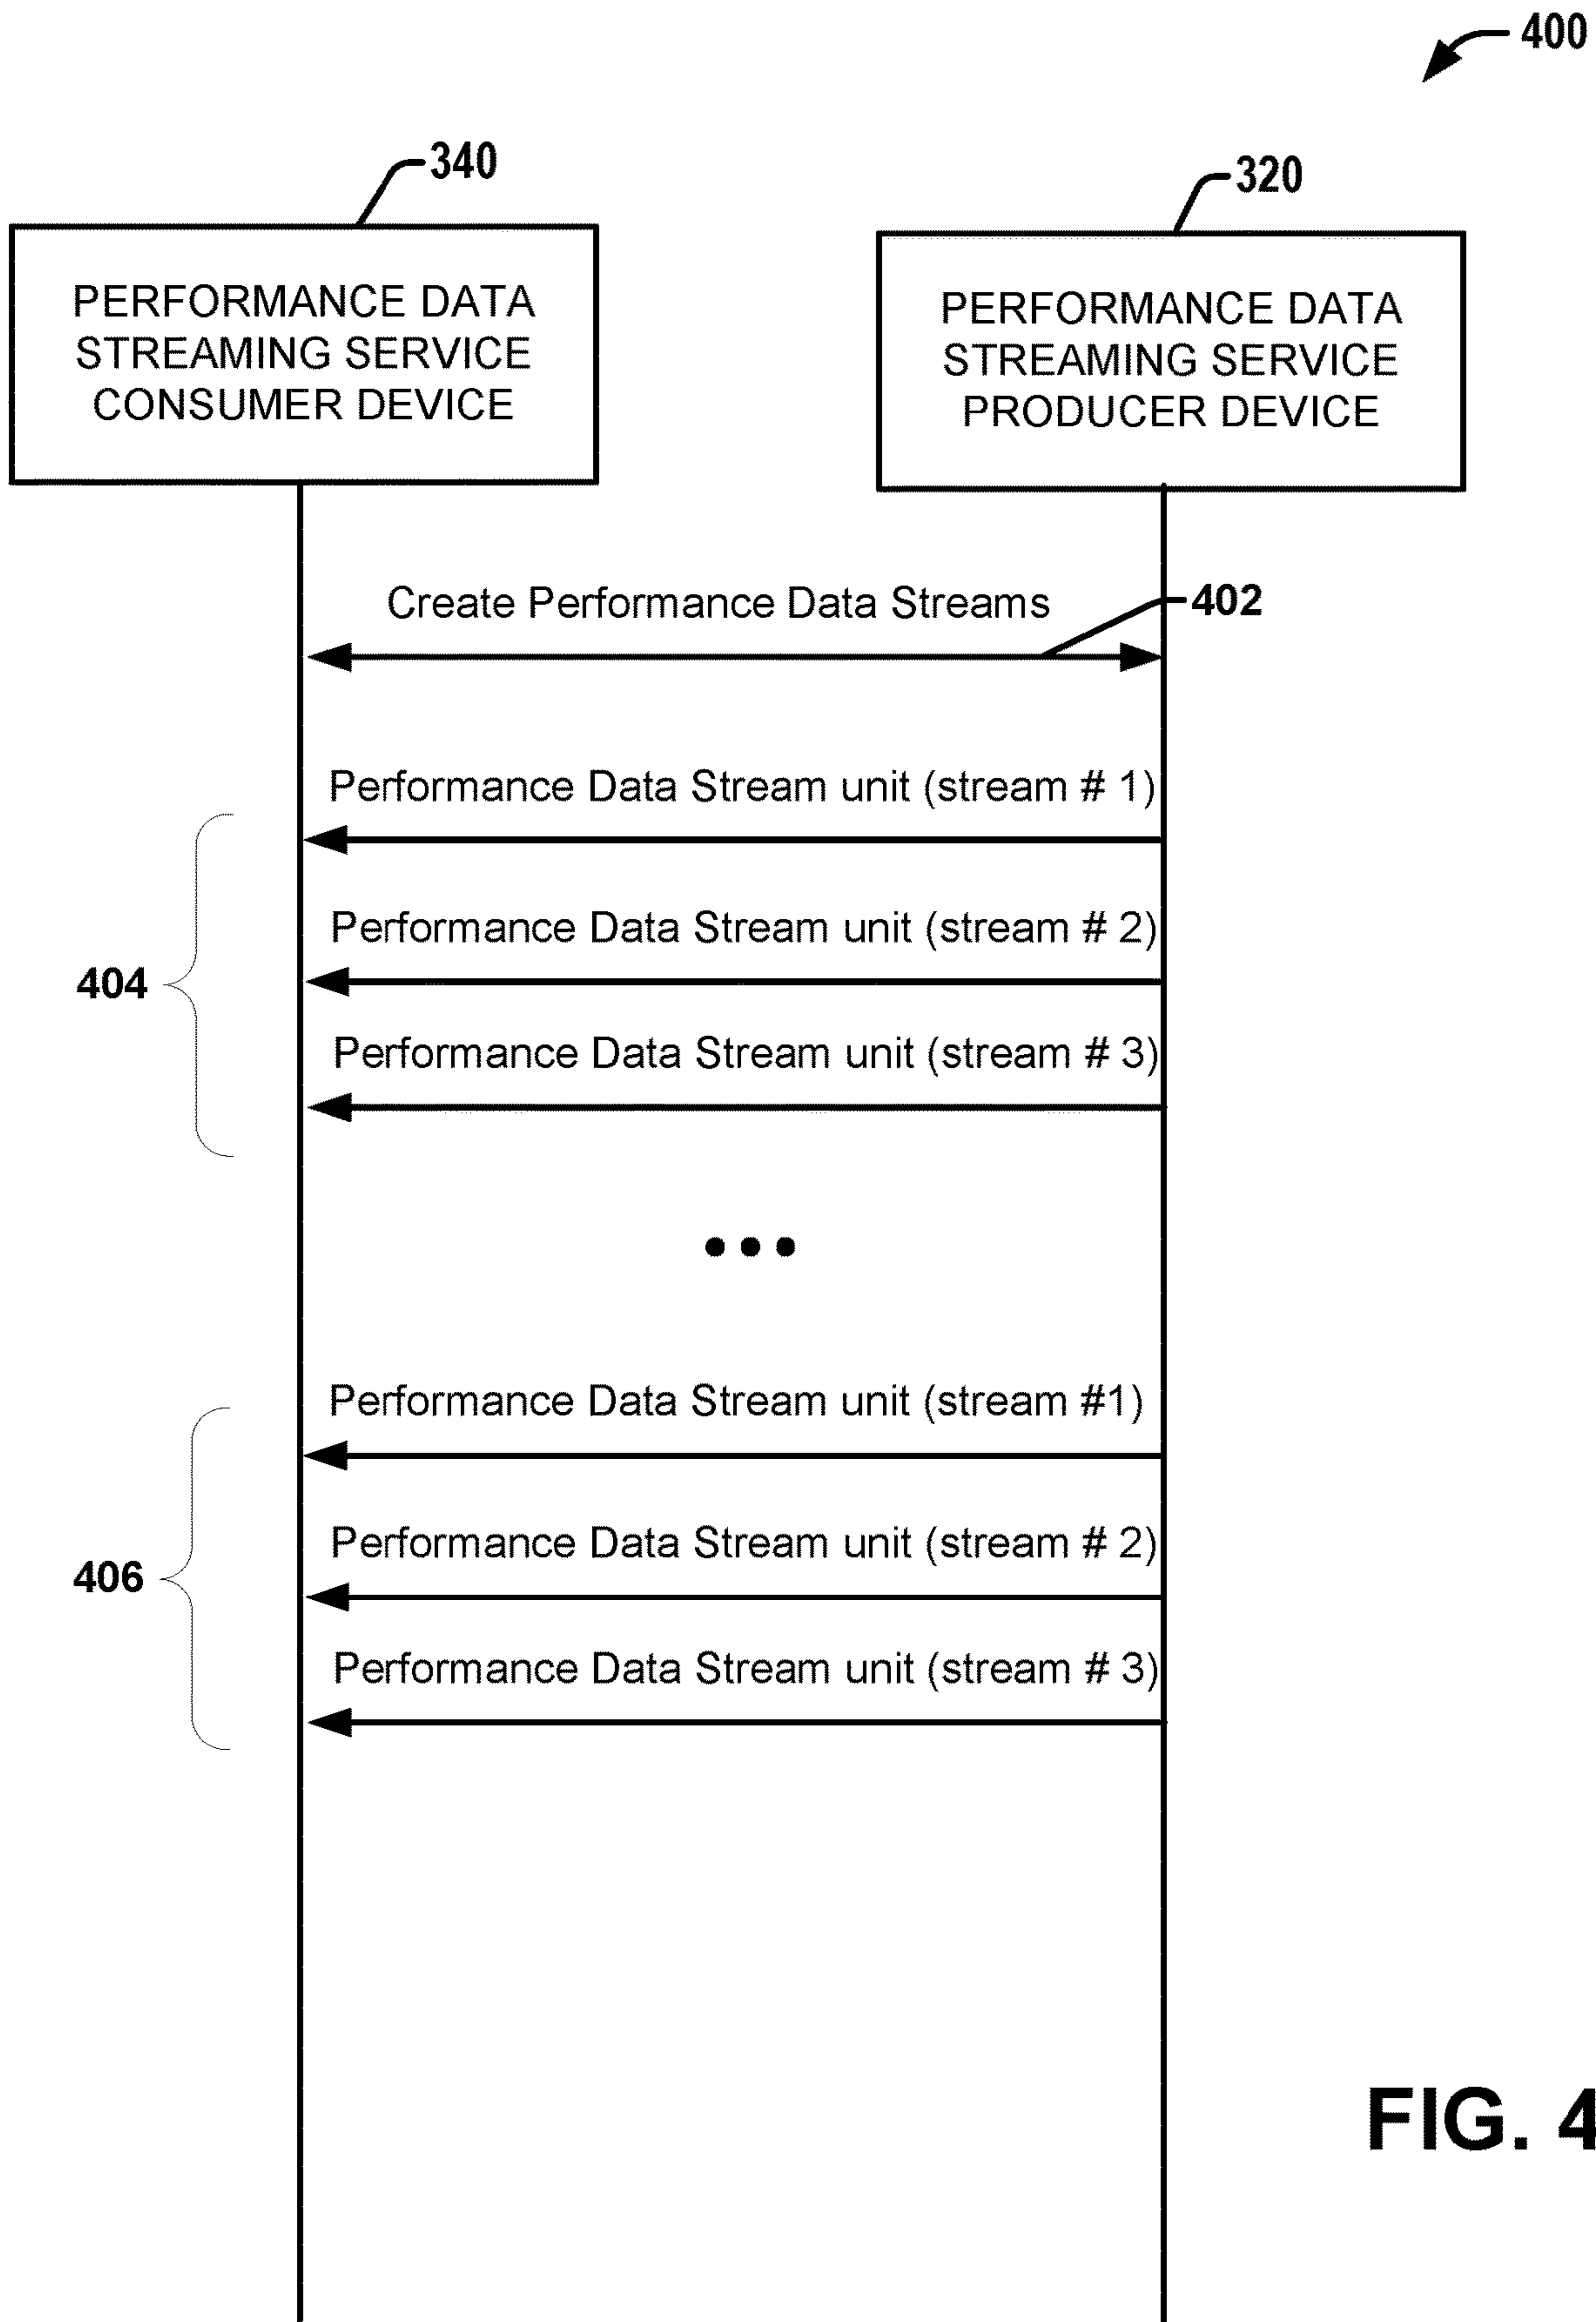 400
340
320
PERFORMANCE DATA
STREAMING SERVICE
CONSUMER DEVICE
PERFORMANCE DATA
STREAMING SERVICE
PRODUCER DEVICE
Create Performance Data Streams
402
Performance Data Stream unit (stream # 1)
Performance Data Stream unit (stream # 2)
404
Performance Data Stream unit (stream # 3)
Performance Data Stream unit (stream #1)
Performance Data Stream unit (stream # 2)
406
Performance Data Stream unit (stream # 3)
FIG. 4